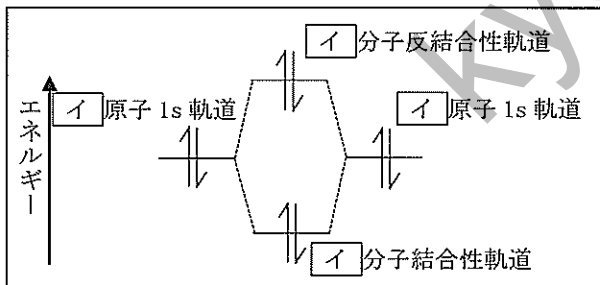 イ 分子反結合性軌道
エネルギー
イ 原子 1s 軌道
イ 原子 1s 軌道
イ 分子結合性軌道
ky